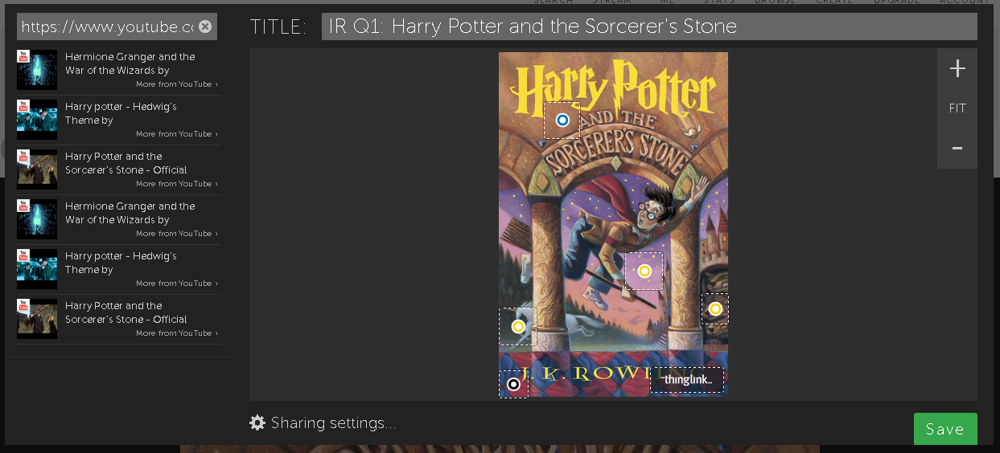 SEARCH STREAM ME STATS BROWSE CREATE UPGRADE ACCOUNT
https://www.youtube.co
TITLE: IR Q1: Harry Potter and the Sorcerer's Stone
Hermione Granger and the
War of the Wizards by
More from YouTube ›
Harry potter - Hedwig's
Theme by
More from YouTube ›
Harry Potter and the
Sorcerer's Stone - Official
More from YouTube ›
Hermione Granger and the
War of the Wizards by
More from YouTube ›
Harry potter - Hedwig's
Theme by
More from YouTube ›
Harry Potter and the
Sorcerer's Stone - Official
More from YouTube ›
Harry Potter
AND THE
SORCERER'S STONE
J. K. ROWLING
thinglink..
+
FIT
-
Sharing settings...
Save